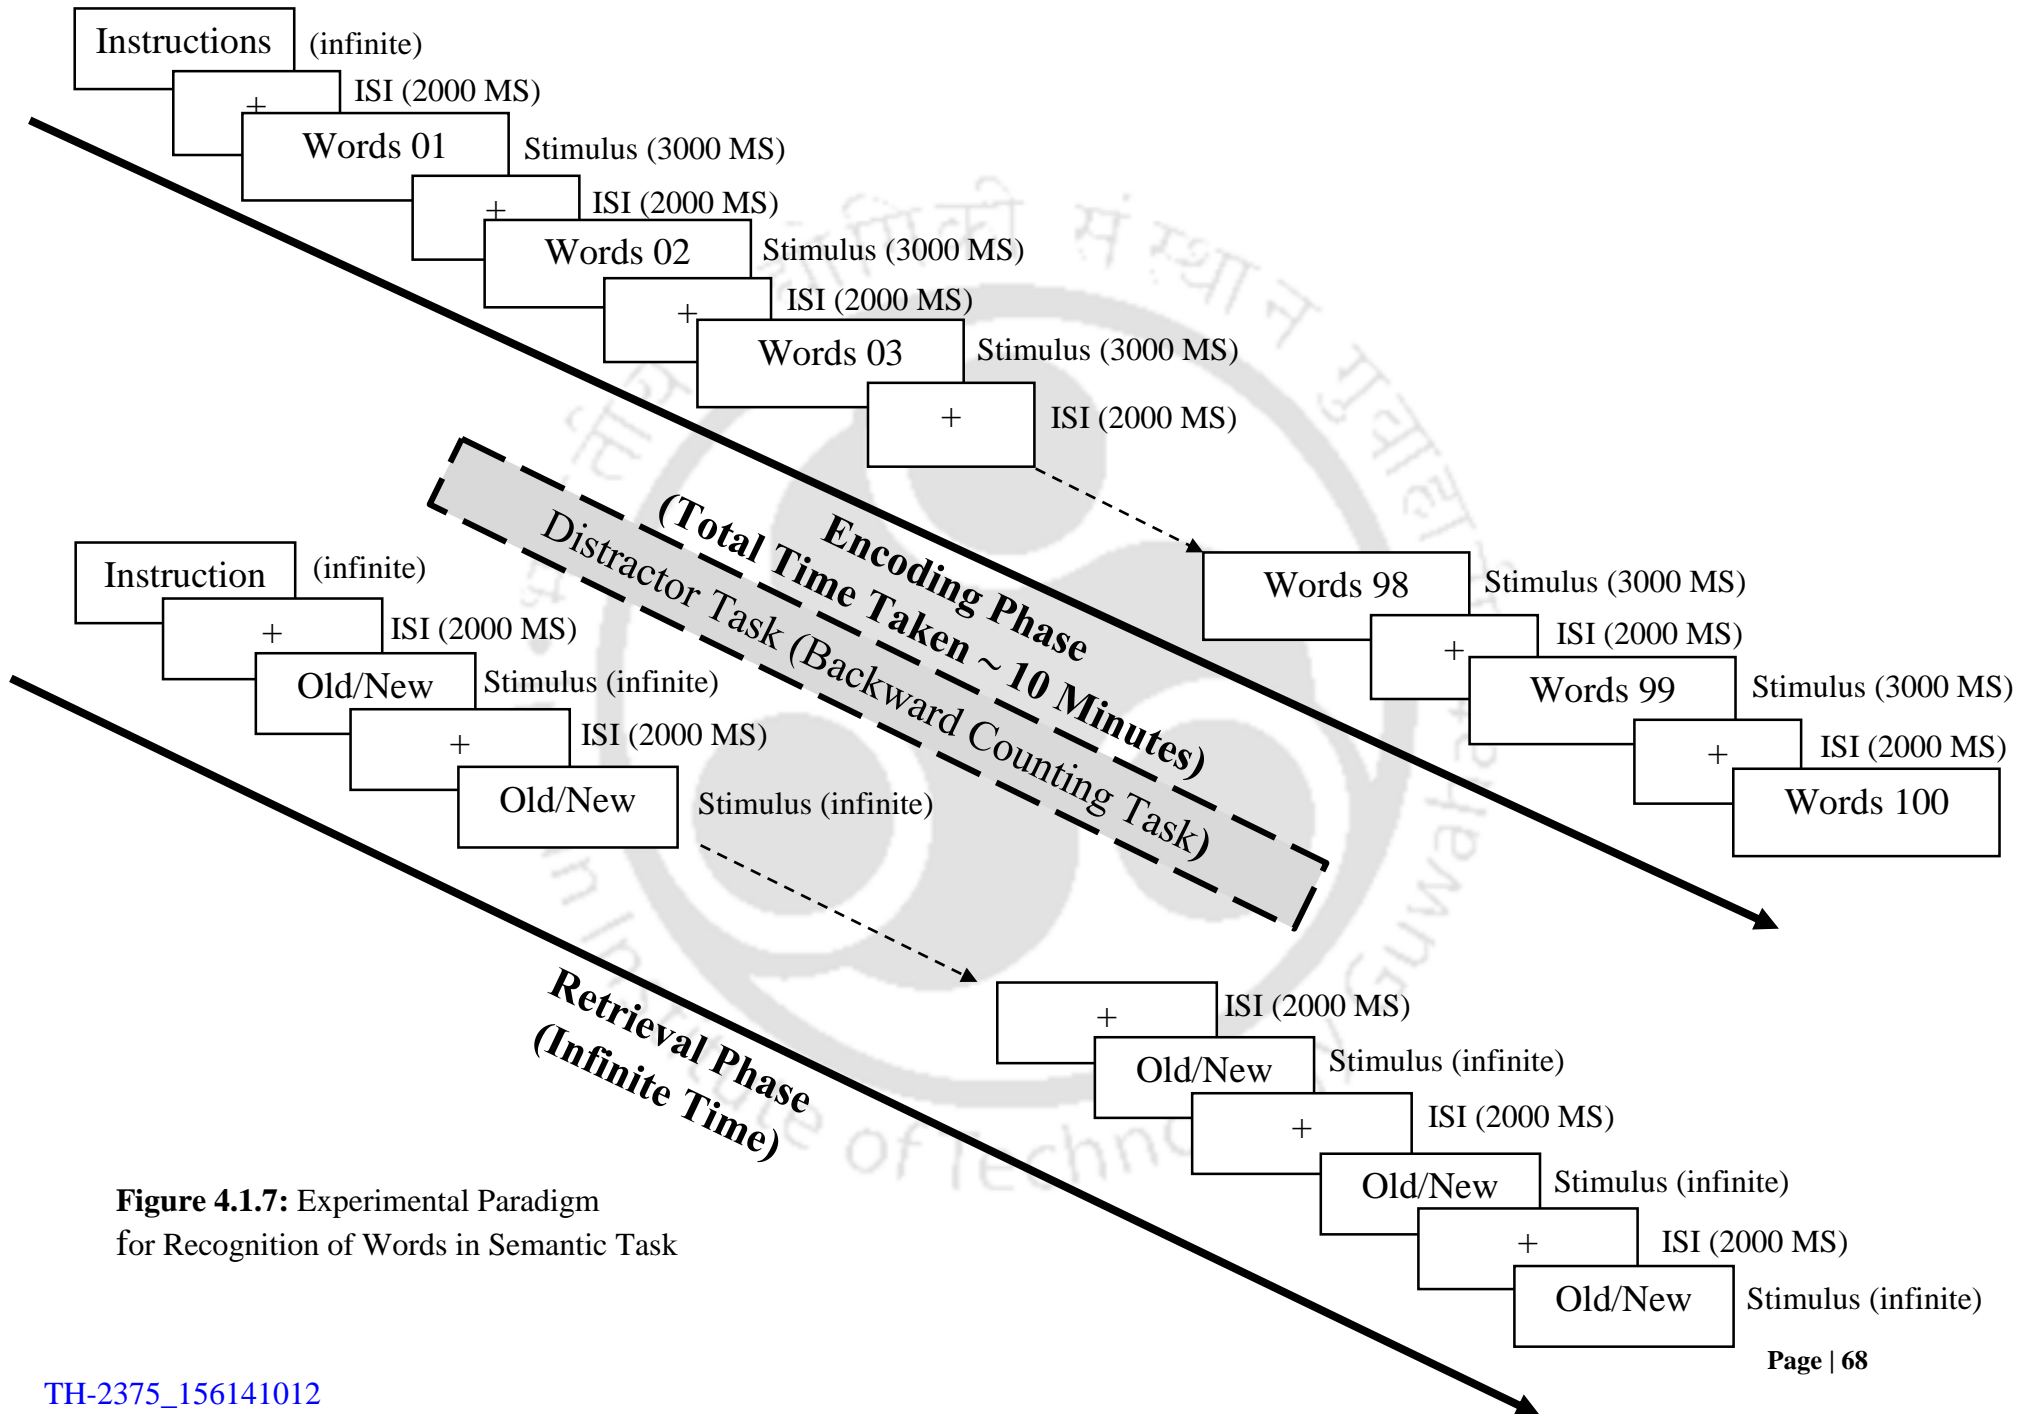 Instructions
(infinite)
+
ISI (2000 MS)
Words 01
Stimulus (3000 MS)
+
ISI (2000 MS)
Words 02
Stimulus (3000 MS)
+
ISI (2000 MS)
Words 03
Stimulus (3000 MS)
+
ISI (2000 MS)
Words 98
Stimulus (3000 MS)
+
ISI (2000 MS)
Words 99
Stimulus (3000 MS)
+
ISI (2000 MS)
Words 100
Encoding Phase
(Total Time Taken ~ 10 Minutes)
Distractor Task (Backward Counting Task)
Instruction
(infinite)
+
ISI (2000 MS)
Old/New
Stimulus (infinite)
+
ISI (2000 MS)
Old/New
Stimulus (infinite)
+
ISI (2000 MS)
Old/New
Stimulus (infinite)
+
ISI (2000 MS)
Old/New
Stimulus (infinite)
+
ISI (2000 MS)
Old/New
Stimulus (infinite)
Retrieval Phase
(Infinite Time)
Figure 4.1.7: Experimental Paradigm
for Recognition of Words in Semantic Task
Page | 68
TH-2375_156141012